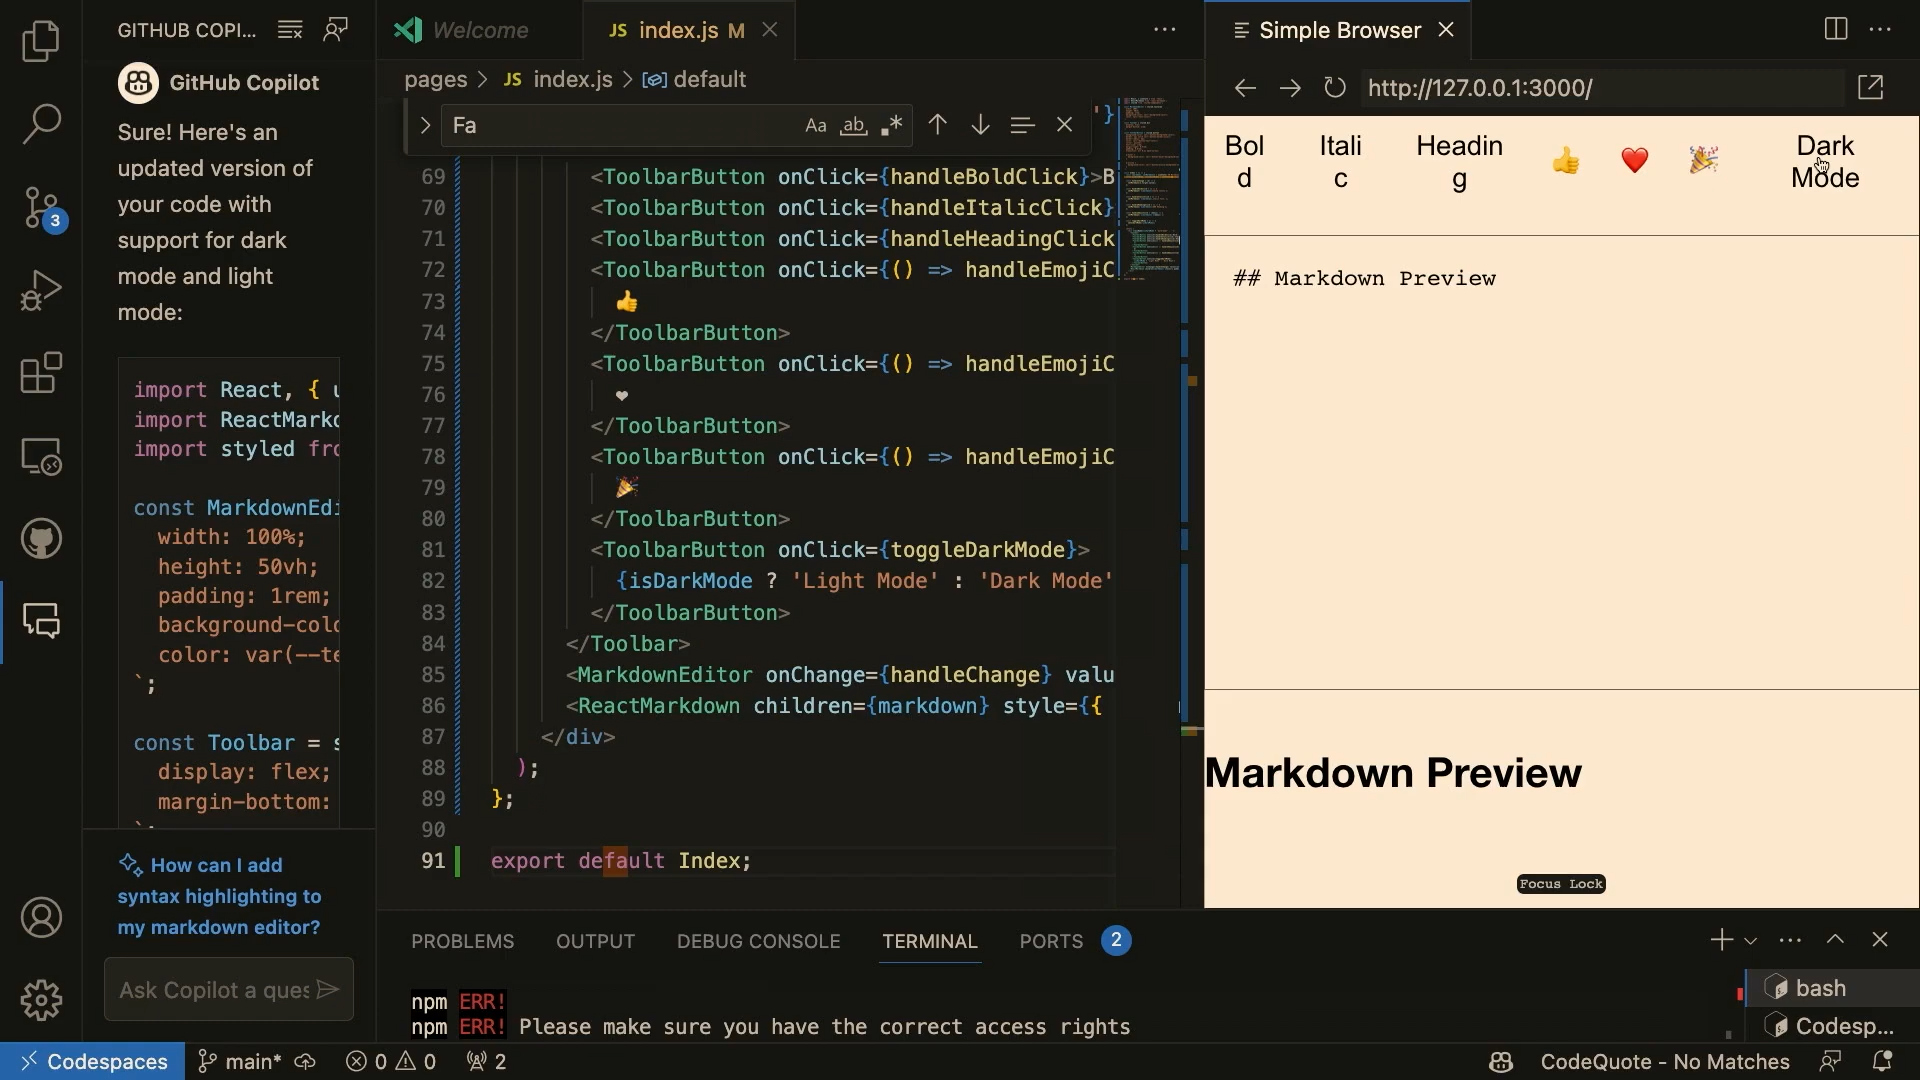 GITHUB COPI...
GitHub Copilot
Sure! Here's an
updated version of
your code with
support for dark
mode and light
mode:
import React, {
import ReactMark
import styled
const MarkdownEdi
width: 100%;
height: 50vh;
padding: 1rem;
background-colo
color: var(--te
`;
const Toolbar =
display: flex;
margin-bottom:
How can I add
syntax highlighting to
my markdown editor?
Ask Copilot a ques
Welcome
JS index.js M
pages > JS index.js > default
Fa
Aa ab .*
'}
69 <ToolbarButton onClick={handleBoldClick}>B
70 <ToolbarButton onClick={handleItalicClick}
71 <ToolbarButton onClick={handleHeadingClick
72 <ToolbarButton onClick={() => handleEmojiC
73 👍
74 </ToolbarButton>
75 <ToolbarButton onClick={() => handleEmojiC
76 ❤
77 </ToolbarButton>
78 <ToolbarButton onClick={() => handleEmojiC
79 🎉
80 </ToolbarButton>
81 <ToolbarButton onClick={toggleDarkMode}>
82 {isDarkMode ? 'Light Mode' : 'Dark Mode'
83 </ToolbarButton>
84 </Toolbar>
85 <MarkdownEditor onChange={handleChange} valu
86 <ReactMarkdown children={markdown} style={{
87 </div>
88 );
89 };
90
91 export default Index;
Simple Browser
http://127.0.0.1:3000/
Bol
d
Itali
c
Headin
g
👍 ❤️ 🎉
Dark
Mode
## Markdown Preview
Markdown Preview
Focus Lock
PROBLEMS OUTPUT DEBUG CONSOLE TERMINAL PORTS 2
npm ERR!
npm ERR! Please make sure you have the correct access rights
bash
Codesp...
3
Codespaces main* 0 0 2
CodeQuote - No Matches